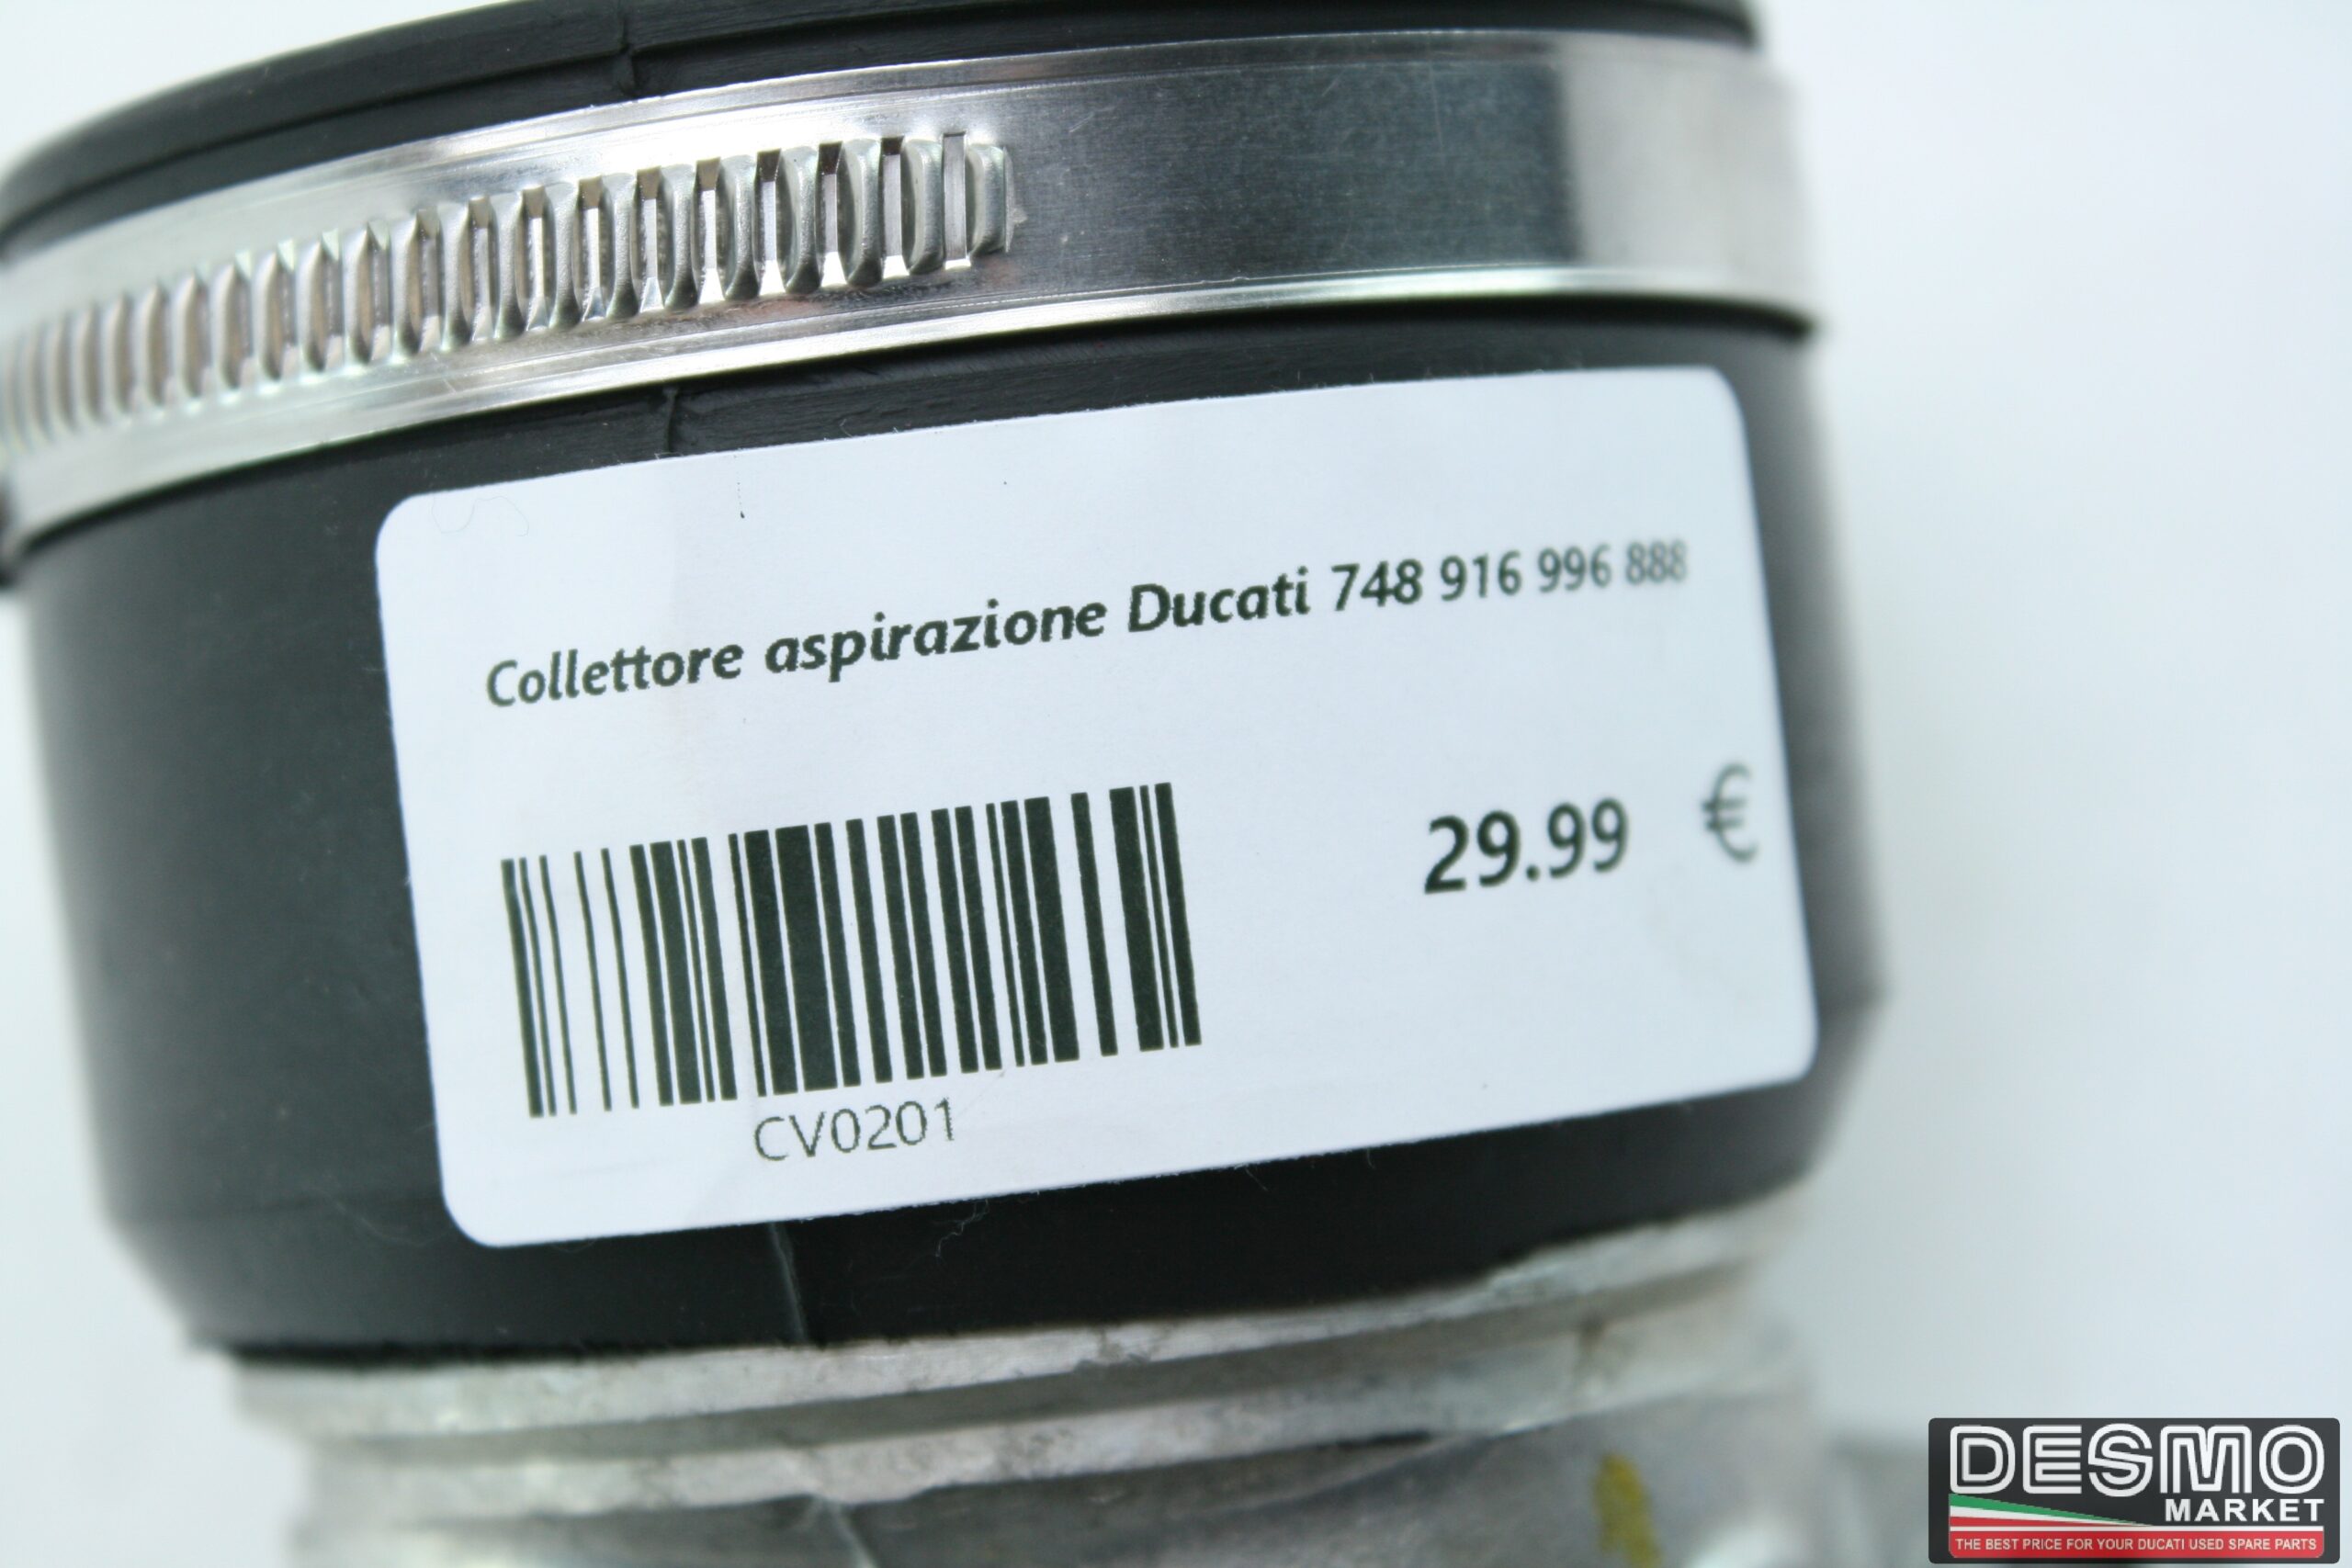 Collettore aspirazione Ducati 748 916 996 888
29.99 €
CV0201
DESMO
MARKET
THE BEST PRICE FOR YOUR DUCATI USED SPARE PARTS